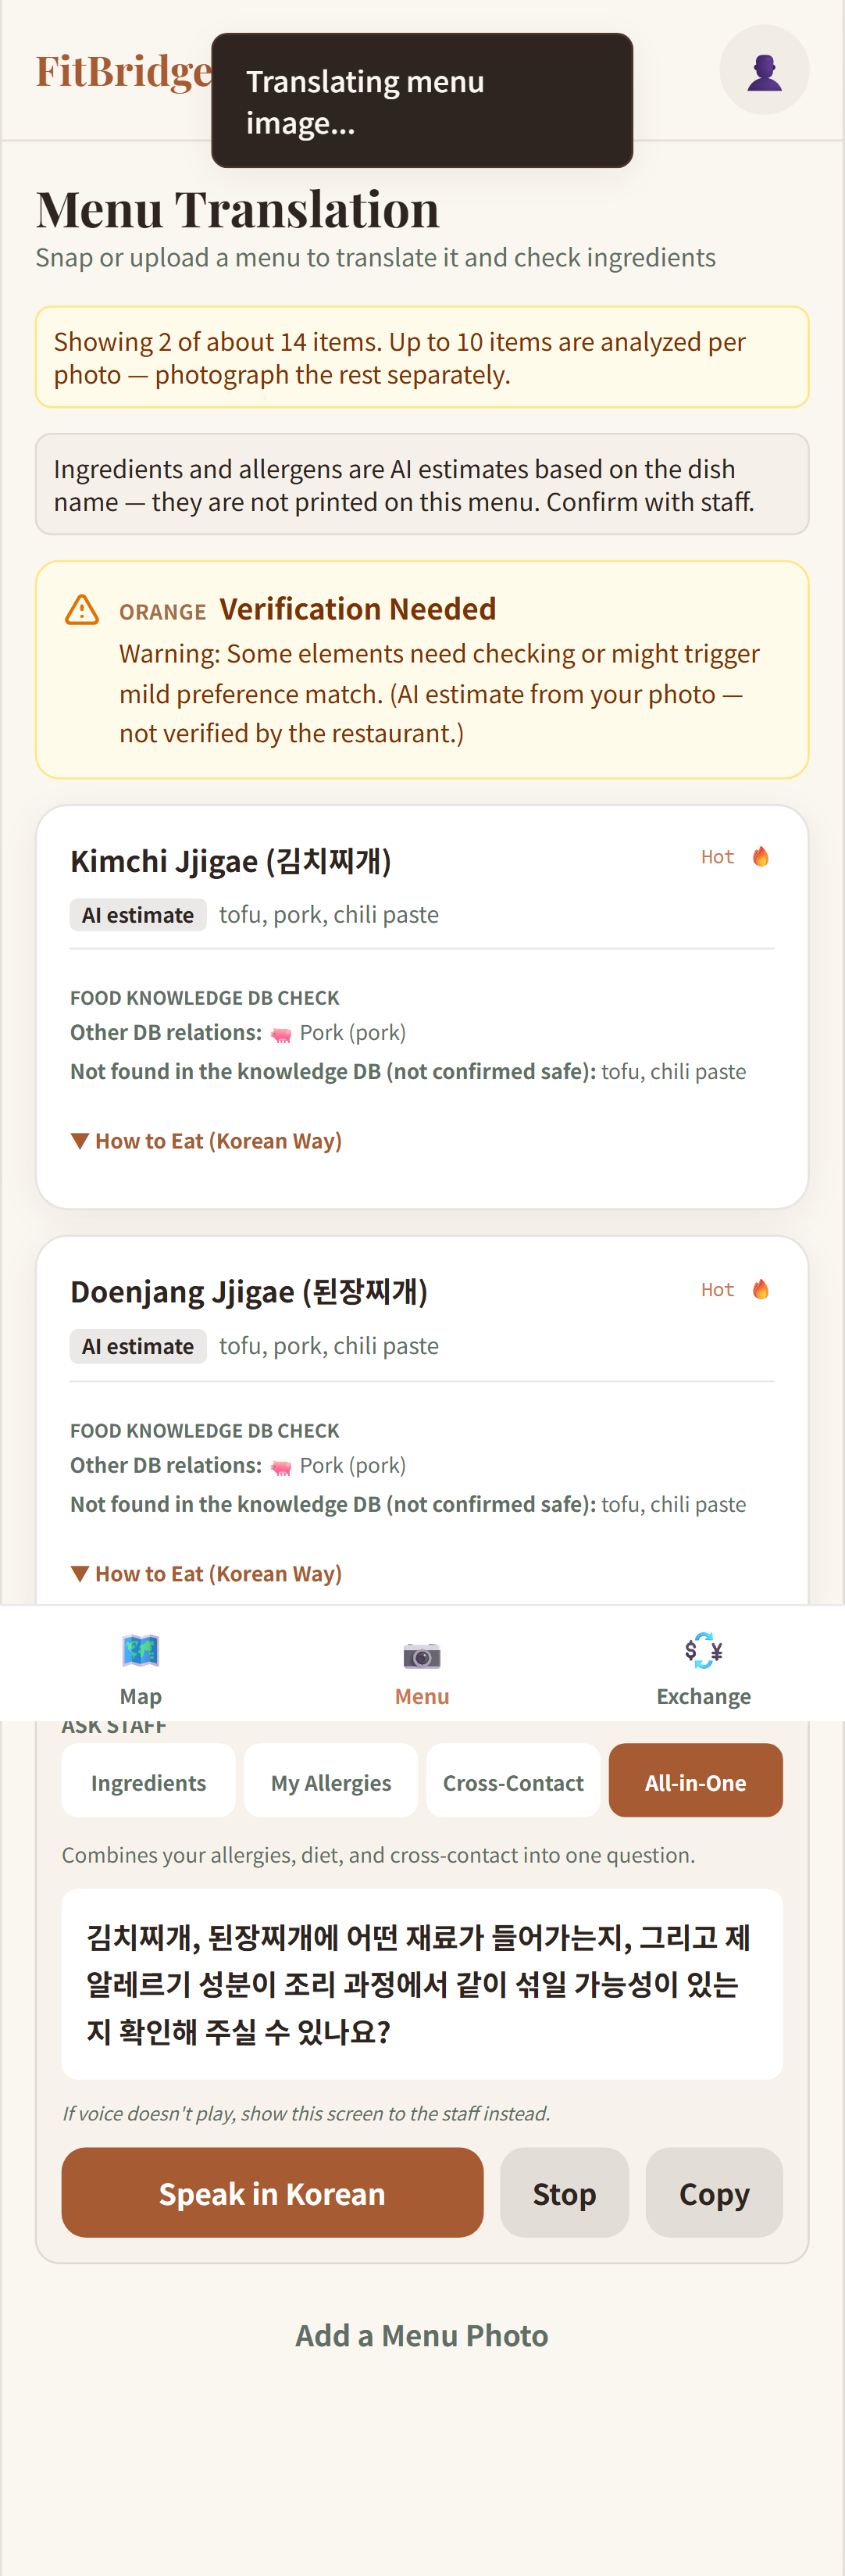 FitBridge
Translating menu
image...
Menu Translation
Snap or upload a menu to translate it and check ingredients
Showing 2 of about 14 items. Up to 10 items are analyzed per
photo — photograph the rest separately.
Ingredients and allergens are AI estimates based on the dish
name — they are not printed on this menu. Confirm with staff.
ORANGE Verification Needed
Warning: Some elements need checking or might trigger
mild preference match. (AI estimate from your photo —
not verified by the restaurant.)
Kimchi Jjigae (김치찌개)
Hot
AI estimate tofu, pork, chili paste
FOOD KNOWLEDGE DB CHECK
Other DB relations: Pork (pork)
Not found in the knowledge DB (not confirmed safe): tofu, chili paste
▼ How to Eat (Korean Way)
Doenjang Jjigae (된장찌개)
Hot
AI estimate tofu, pork, chili paste
FOOD KNOWLEDGE DB CHECK
Other DB relations: Pork (pork)
Not found in the knowledge DB (not confirmed safe): tofu, chili paste
▼ How to Eat (Korean Way)
Map
Menu
Exchange
ASK STAFF
Ingredients
My Allergies
Cross-Contact
All-in-One
Combines your allergies, diet, and cross-contact into one question.
김치찌개, 된장찌개에 어떤 재료가 들어가는지, 그리고 제
알레르기 성분이 조리 과정에서 같이 섞일 가능성이 있는
지 확인해 주실 수 있나요?
If voice doesn't play, show this screen to the staff instead.
Speak in Korean
Stop
Copy
Add a Menu Photo